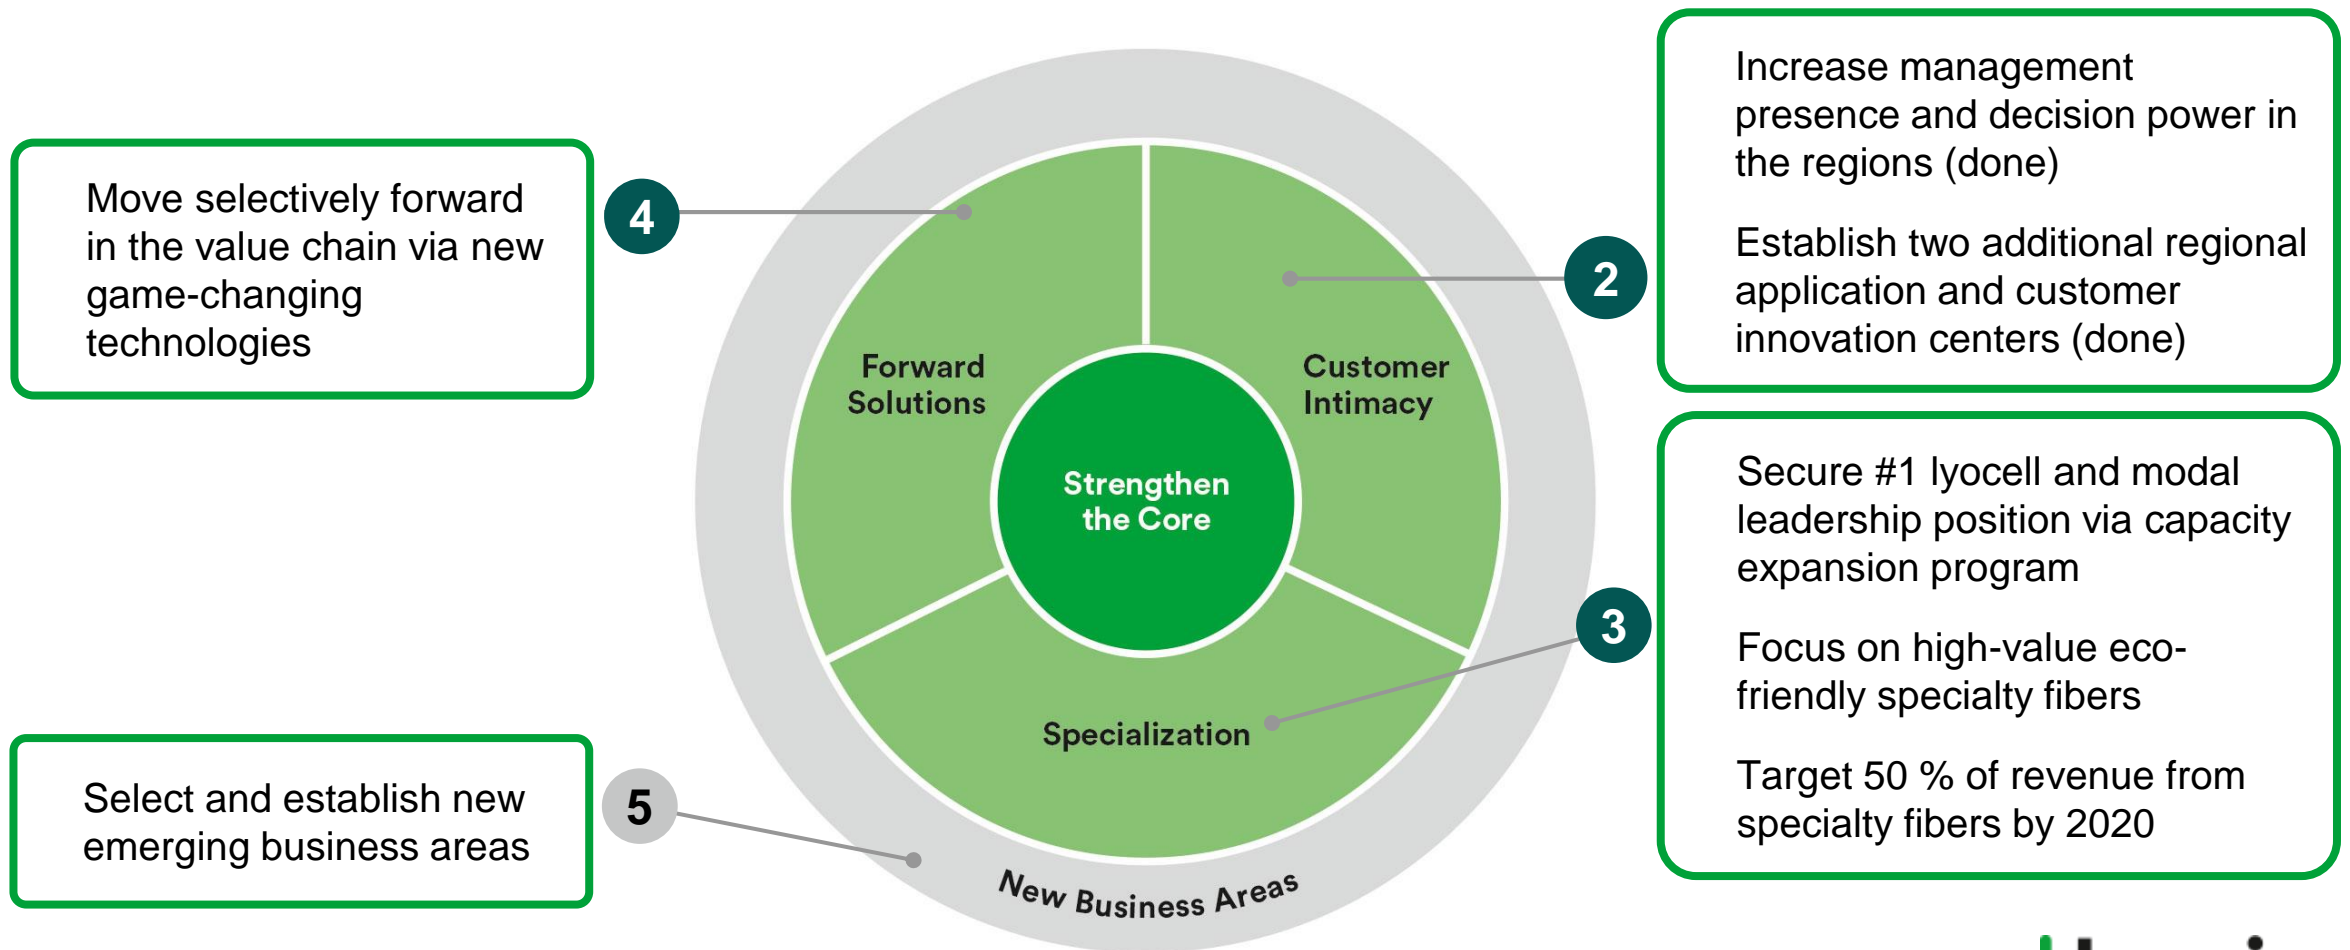 Increase management
presence and decision power in
the regions (done)
Establish two additional regional
application and customer
innovation centers (done)
2
Move selectively forward
in the value chain via new
game-changing
technologies
4
Forward
Solutions
Customer
Intimacy
Strengthen
the Core
Specialization
New Business Areas
3
Secure #1 lyocell and modal
leadership position via capacity
expansion program
Focus on high-value eco-
friendly specialty fibers
Target 50 % of revenue from
specialty fibers by 2020
Select and establish new
emerging business areas
5